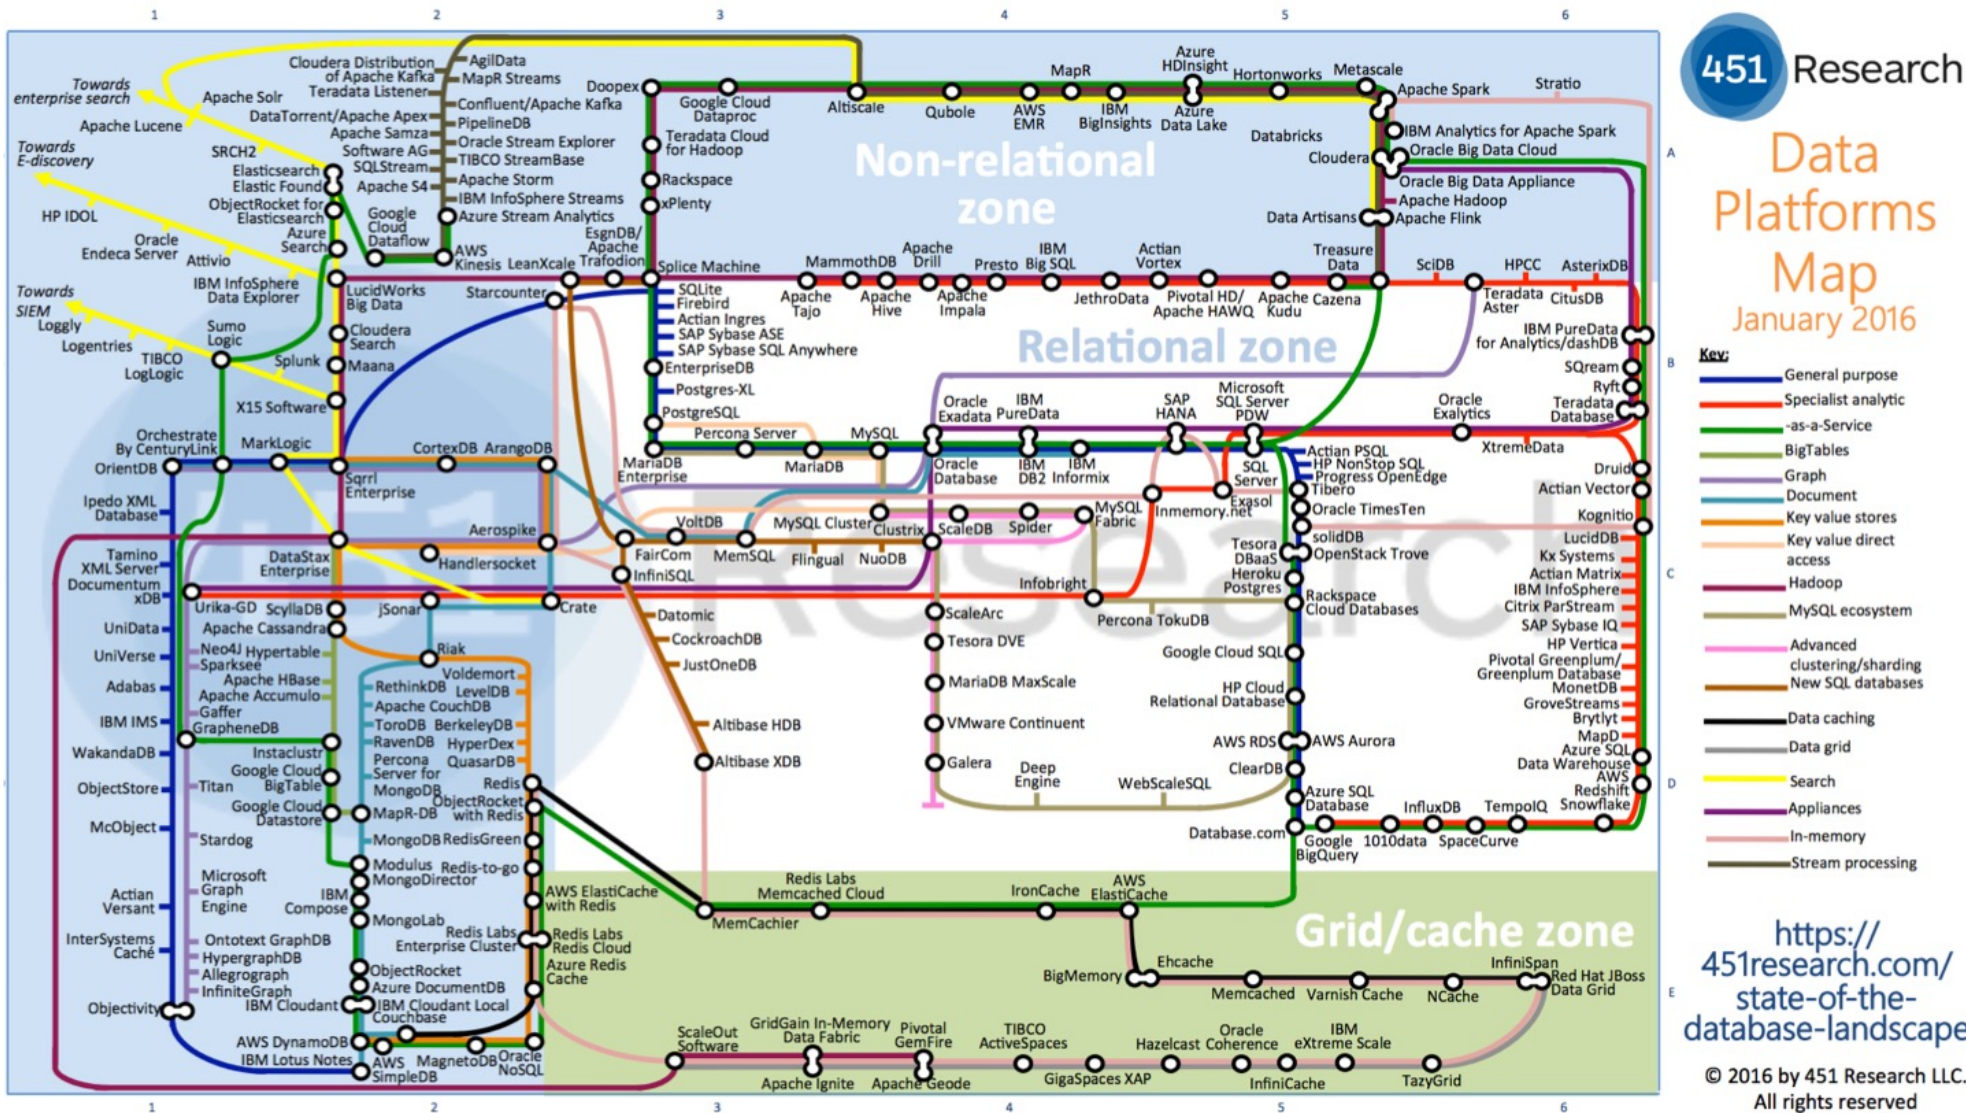 1 2 3 4 5 6
451 Research
Data
Platforms
Map
January 2016
Key:
General purpose
Specialist analytic
-as-a-Service
BigTables
Graph
Document
Key value stores
Key value direct
access
Hadoop
MySQL ecosystem
Advanced
clustering/sharding
New SQL databases
Data caching
Data grid
Search
Appliances
In-memory
Stream processing
https://
451research.com/
state-of-the-
database-landscape
© 2016 by 451 Research LLC.
All rights reserved
A
B
C
D
E
Non-relational
zone
Relational zone
Grid/cache zone
451 Research
Towards
enterprise search
Apache Solr
Apache Lucene
Towards
E-discovery
SRCH2
Elasticsearch
Elastic Found
ObjectRocket for
Elasticsearch
Azure
Search
HP IDOL
Oracle
Endeca Server
Attivio
IBM InfoSphere
Data Explorer
Towards
SIEM
Loggly
Logentries
TIBCO
LogLogic
Sumo
Logic
Splunk
X15 Software
LucidWorks
Big Data
Cloudera
Search
Maana
Cloudera Distribution
of Apache Kafka
Teradata Listener
DataTorrent/Apache Apex
Apache Samza
Software AG
SQLStream
Apache S4
Google
Cloud
Dataflow
AgilData
MapR Streams
Confluent/Apache Kafka
PipelineDB
Oracle Stream Explorer
TIBCO StreamBase
Apache Storm
IBM InfoSphere Streams
Azure Stream Analytics
AWS
Kinesis
LeanXcale
EsgnDB/
Apache
Trafodion
Starcounter
Splice Machine
Doopex
Google Cloud
Dataproc
Teradata Cloud
for Hadoop
Rackspace
xPlenty
Altiscale
Qubole
AWS
EMR
MapR
IBM
BigInsights
Azure
HDInsight
Azure
Data Lake
Hortonworks
Metascale
Apache Spark
Stratio
Databricks
IBM Analytics for Apache Spark
Cloudera
Oracle Big Data Cloud
Oracle Big Data Appliance
Apache Hadoop
Data Artisans
Apache Flink
Treasure
Data
MammothDB
Apache
Tajo
Apache
Hive
Apache
Drill
Apache
Impala
Presto
IBM
Big SQL
JethroData
Actian
Vortex
Pivotal HD/
Apache HAWQ
Apache
Kudu
Cazena
SciDB
Teradata
Aster
HPCC
CitusDB
AsterixDB
IBM PureData
for Analytics/dashDB
SQream
Ryft
Teradata
Database
SQLite
Firebird
Actian Ingres
SAP Sybase ASE
SAP Sybase SQL Anywhere
EnterpriseDB
Postgres-XL
PostgreSQL
MariaDB
Enterprise
Percona Server
MariaDB
MySQL
Oracle
Exadata
Oracle
Database
IBM
PureData
IBM
DB2
IBM
Informix
SAP
HANA
Microsoft
SQL Server
PDW
SQL
Server
Oracle
Exalytics
XtremeData
Actian PSQL
HP NonStop SQL
Progress OpenEdge
Tibero
Oracle TimesTen
solidDB
OpenStack Trove
Tesora
DBaaS
Heroku
Postgres
Rackspace
Cloud Databases
Google Cloud SQL
HP Cloud
Relational Database
AWS RDS
AWS Aurora
ClearDB
Azure SQL
Database
Database.com
Google
BigQuery
1010data
InfluxDB
SpaceCurve
TempoIQ
Snowflake
Druid
Actian Vector
Kognitio
LucidDB
Kx Systems
Actian Matrix
IBM InfoSphere
Citrix ParStream
SAP Sybase IQ
HP Vertica
Pivotal Greenplum/
Greenplum Database
MonetDB
GroveStreams
Brytlyt
MapD
Azure SQL
Data Warehouse
AWS
Redshift
Exasol
Inmemory.net
MySQL
Fabric
MySQL Cluster
Clustrix
ScaleDB
Spider
VoltDB
FairCom
MemSQL
Flingual
NuoDB
InfiniSQL
Infobright
Percona TokuDB
ScaleArc
Tesora DVE
MariaDB MaxScale
VMware Continuent
Galera
Deep
Engine
WebScaleSQL
Datomic
CockroachDB
JustOneDB
Altibase HDB
Altibase XDB
Orchestrate
By CenturyLink
MarkLogic
OrientDB
Sqrrl
Enterprise
CortexDB
ArangoDB
Ipedo XML
Database
Tamino
XML Server
Documentum
xDB
UniData
UniVerse
Adabas
IBM IMS
WakandaDB
ObjectStore
McObject
Actian
Versant
InterSystems
Caché
Objectivity
DataStax
Enterprise
Aerospike
Handlersocket
Urika-GD
ScyllaDB
jSonar
Crate
Apache Cassandra
Neo4J
Sparksee
Hypertable
Apache HBase
Apache Accumulo
Gaffer
GrapheneDB
Instaclustr
Google Cloud
BigTable
Google Cloud
Datastore
Titan
Stardog
Microsoft
Graph
Engine
Ontotext GraphDB
HypergraphDB
Allegrograph
InfiniteGraph
Riak
RethinkDB
Apache CouchDB
ToroDB
RavenDB
Percona
Server for
MongoDB
MapR-DB
MongoDB
Modulus
MongoDirector
IBM
Compose
MongoLab
ObjectRocket
Azure DocumentDB
IBM Cloudant
IBM Cloudant Local
Couchbase
AWS DynamoDB
IBM Lotus Notes
AWS
SimpleDB
MagnetoDB
Oracle
NoSQL
Voldemort
LevelDB
BerkeleyDB
HyperDex
QuasarDB
Redis
ObjectRocket
with Redis
RedisGreen
Redis-to-go
AWS ElastiCache
with Redis
Redis Labs
Enterprise Cluster
Redis Labs
Redis Cloud
Azure Redis
Cache
MemCachier
Redis Labs
Memcached Cloud
IronCache
AWS
ElastiCache
BigMemory
Ehcache
Memcached
Varnish Cache
NCache
InfiniSpan
Red Hat JBoss
Data Grid
ScaleOut
Software
GridGain In-Memory
Data Fabric
Apache Ignite
Pivotal
GemFire
Apache Geode
TIBCO
ActiveSpaces
GigaSpaces XAP
Hazelcast
Oracle
Coherence
InfiniCache
IBM
eXtreme Scale
TazyGrid
1 2 3 4 5 6